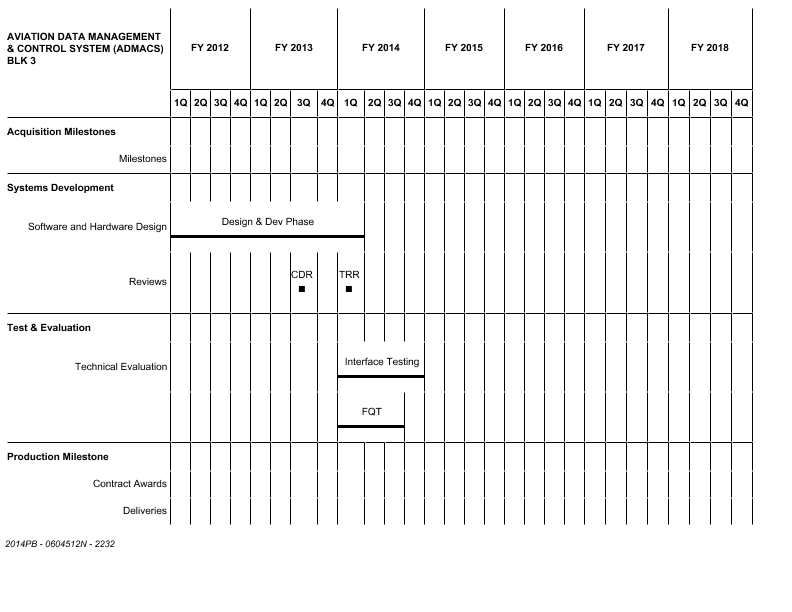 AVIATION DATA MANAGEMENT
& CONTROL SYSTEM (ADMACS)
BLK 3
FY 2012 FY 2013 FY 2014 FY 2015 FY 2016 FY 2017 FY 2018
1Q 2Q 3Q 4Q 1Q 2Q 3Q 4Q 1Q 2Q 3Q 4Q 1Q 2Q 3Q 4Q 1Q 2Q 3Q 4Q 1Q 2Q 3Q 4Q 1Q 2Q 3Q 4Q
Acquisition Milestones
Milestones
Systems Development
Design & Dev Phase
Software and Hardware Design
CDR TRR
Reviews
Test & Evaluation
Interface Testing
Technical Evaluation
FQT
Production Milestone
Contract Awards
Deliveries
2014PB - 0604512N - 2232